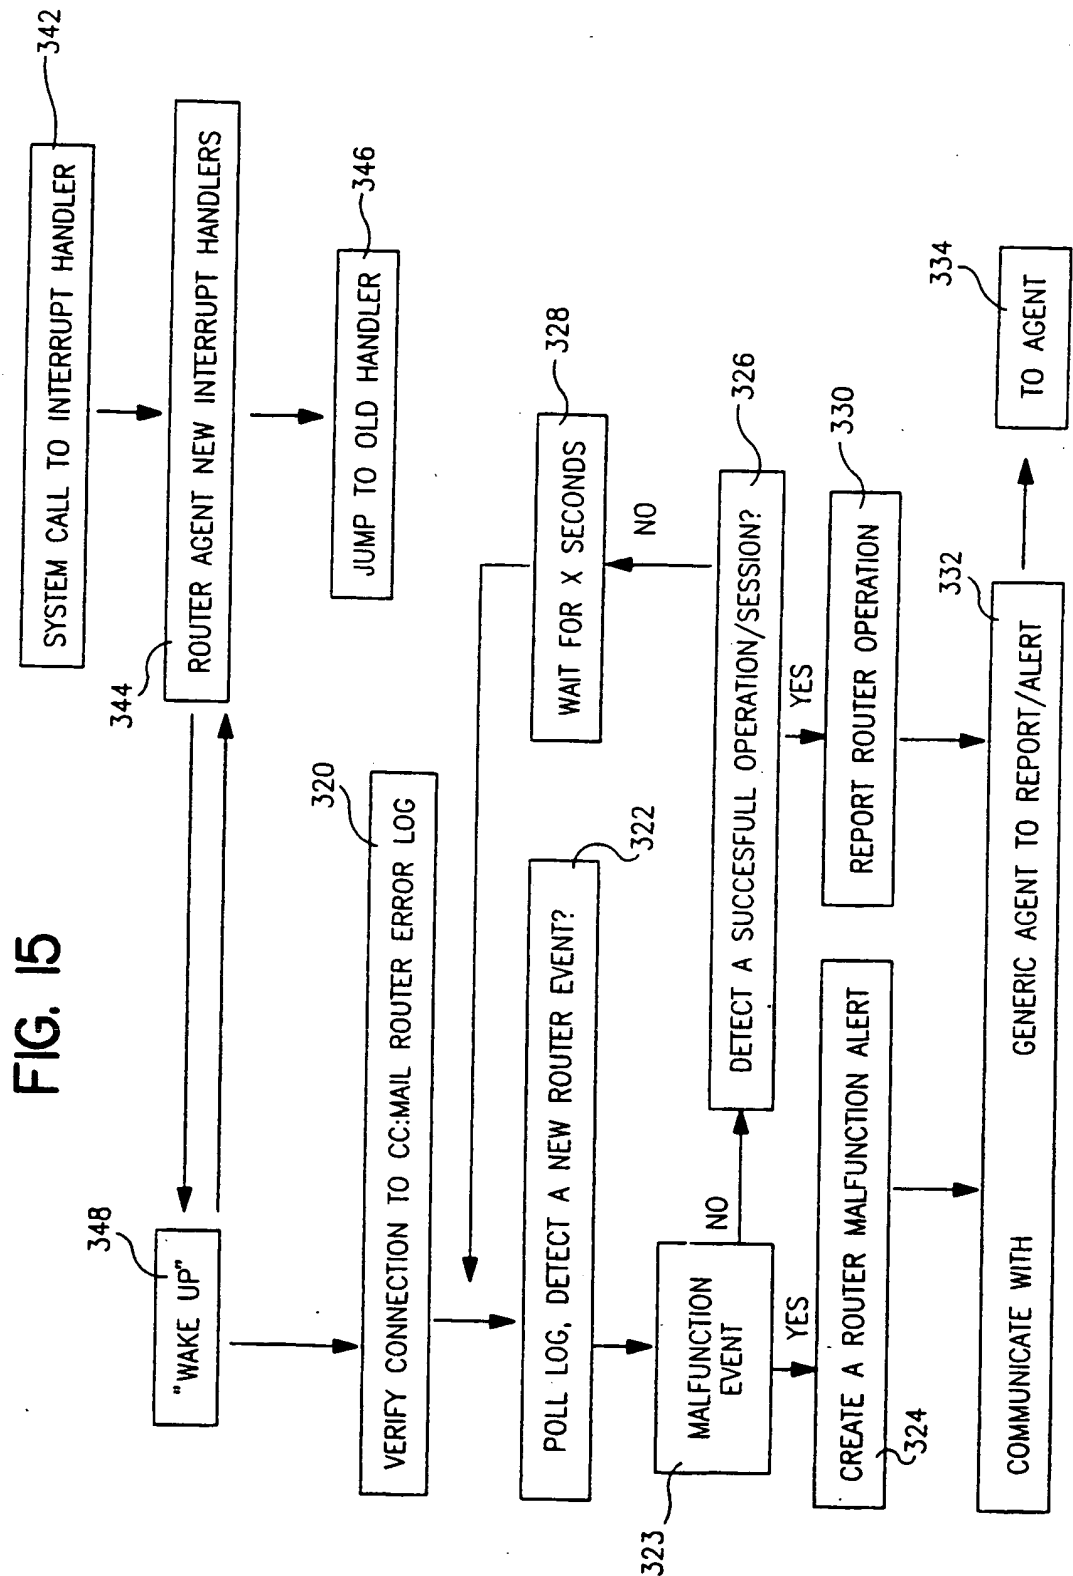 FIG. 15
342
SYSTEM CALL TO INTERRUPT HANDLER
344
ROUTER AGENT NEW INTERRUPT HANDLERS
346
JUMP TO OLD HANDLER
348
"WAKE UP"
320
VERIFY CONNECTION TO CC:MAIL ROUTER ERROR LOG
328
WAIT FOR X SECONDS
322
POLL LOG, DETECT A NEW ROUTER EVENT?
NO
323
MALFUNCTION
EVENT
NO
326
DETECT A SUCCESFULL OPERATION/SESSION?
YES
YES
324
CREATE A ROUTER MALFUNCTION ALERT
330
REPORT ROUTER OPERATION
332
COMMUNICATE WITH GENERIC AGENT TO REPORT/ALERT
334
TO AGENT